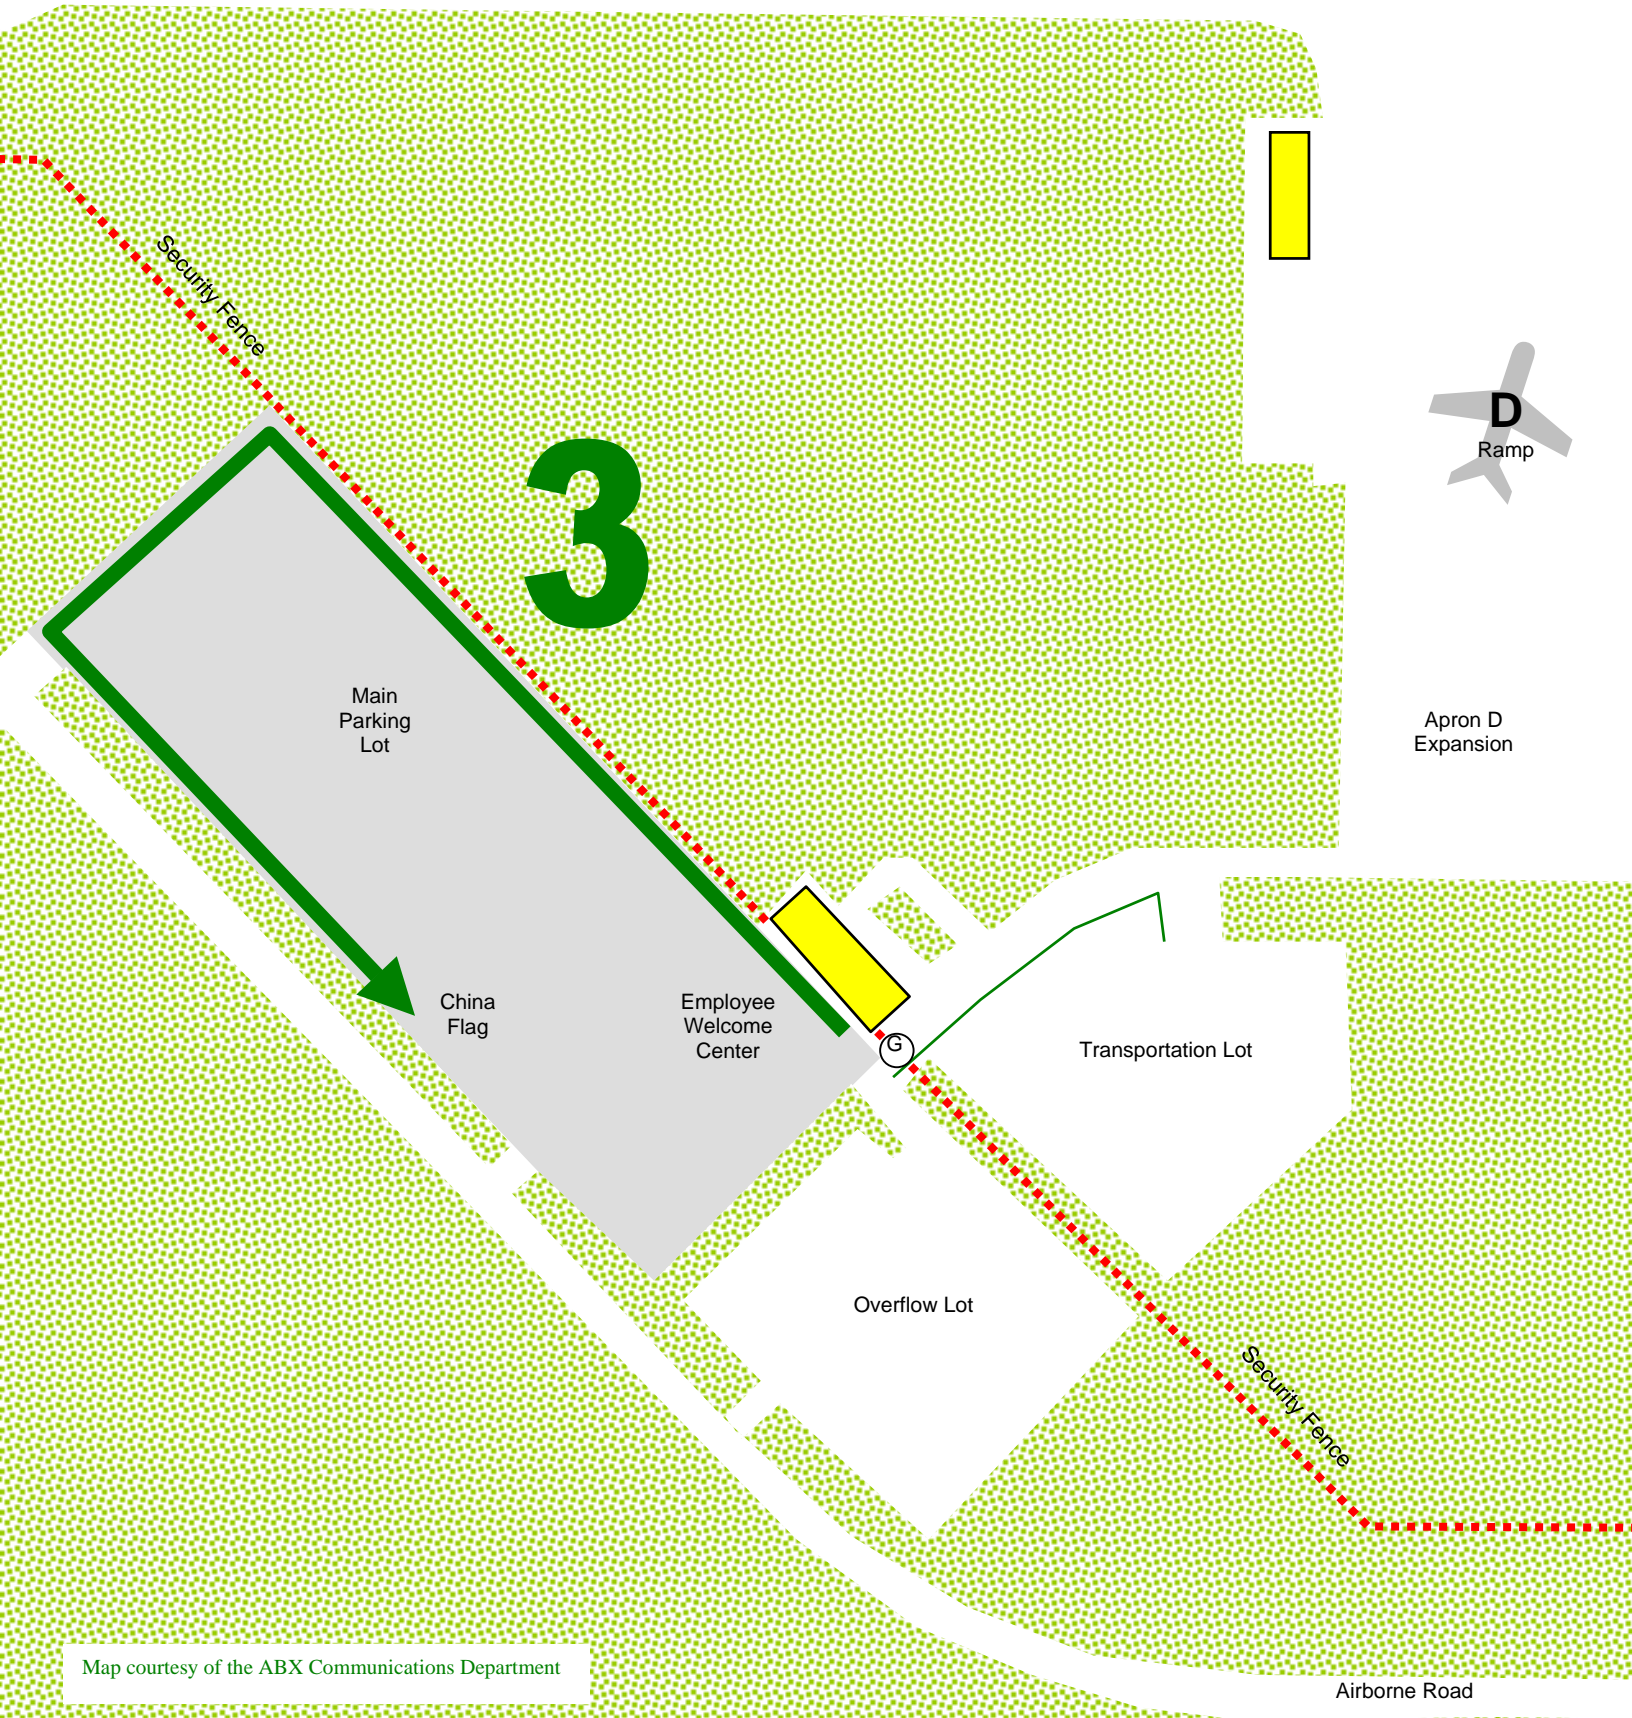 Security Fence
3
D
Ramp
Main
Parking
Lot
Apron D
Expansion
China
Flag
Employee
Welcome
Center
G
Transportation Lot
Overflow Lot
Security Fence
Map courtesy of the ABX Communications Department
Airborne Road